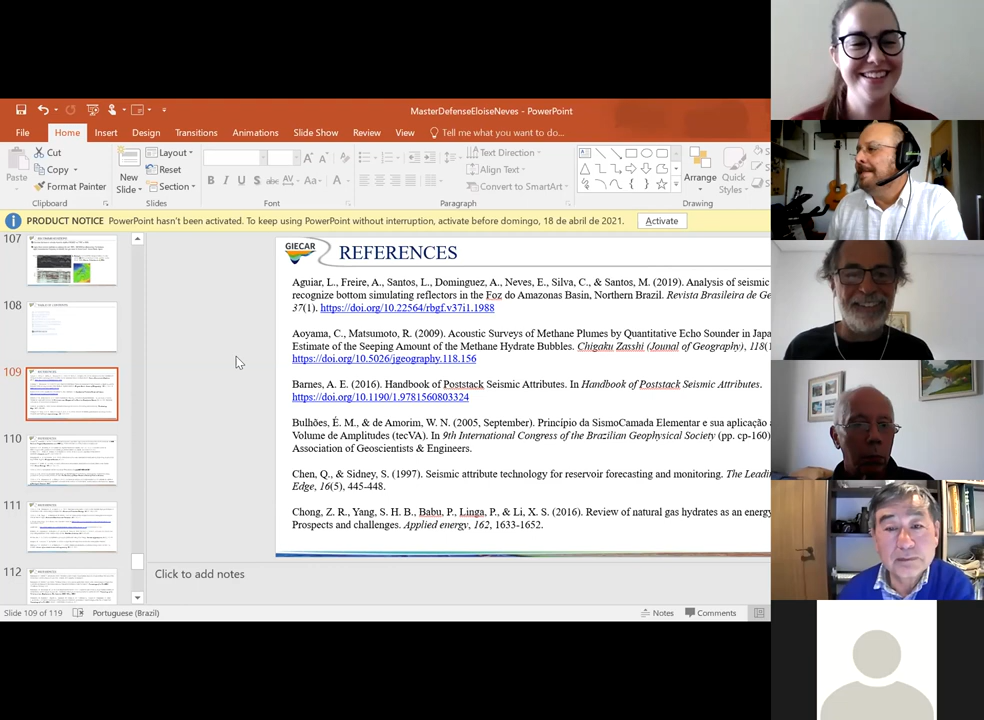 MasterDefenseEloiseNeves - PowerPoint
File Home Insert Design Transitions Animations Slide Show Review View Tell me what you want to do...
Paste
Cut
Copy
Format Painter
Clipboard
New Slide
Layout
Reset
Section
Slides
B I U S abc AV Aa A
Font
Text Direction
Align Text
Convert to SmartArt
Paragraph
Arrange
Quick Styles
Drawing
PRODUCT NOTICE PowerPoint hasn't been activated. To keep using PowerPoint without interruption, activate before domingo, 18 de abril de 2021. Activate
107
108
109
110
111
112
GIECAR
REFERENCES
Aguiar, L., Freire, A., Santos, L., Dominguez, A., Neves, E., Silva, C., & Santos, M. (2019). Analysis of seismic
recognize bottom simulating reflectors in the Foz do Amazonas Basin, Northern Brazil. Revista Brasileira de Ge
37(1). https://doi.org/10.22564/rbgf.v37i1.1988
Aoyama, C., Matsumoto, R. (2009). Acoustic Surveys of Methane Plumes by Quantitative Echo Sounder in Japa
Estimate of the Seeping Amount of the Methane Hydrate Bubbles. Chigaku Zasshi (Jounal of Geography), 118(1
https://doi.org/10.5026/jgeography.118.156
Barnes, A. E. (2016). Handbook of Poststack Seismic Attributes. In Handbook of Poststack Seismic Attributes.
https://doi.org/10.1190/1.9781560803324
Bulhões, É. M., & de Amorim, W. N. (2005, September). Princípio da SismoCamada Elementar e sua aplicação a
Volume de Amplitudes (tecVA). In 9th International Congress of the Brazilian Geophysical Society (pp. cp-160)
Association of Geoscientists & Engineers.
Chen, Q., & Sidney, S. (1997). Seismic attribute technology for reservoir forecasting and monitoring. The Leadi
Edge, 16(5), 445-448.
Chong, Z. R., Yang, S. H. B., Babu, P., Linga, P., & Li, X. S. (2016). Review of natural gas hydrates as an energy
Prospects and challenges. Applied energy, 162, 1633-1652.
Click to add notes
Slide 109 of 119 Portuguese (Brazil) Notes Comments